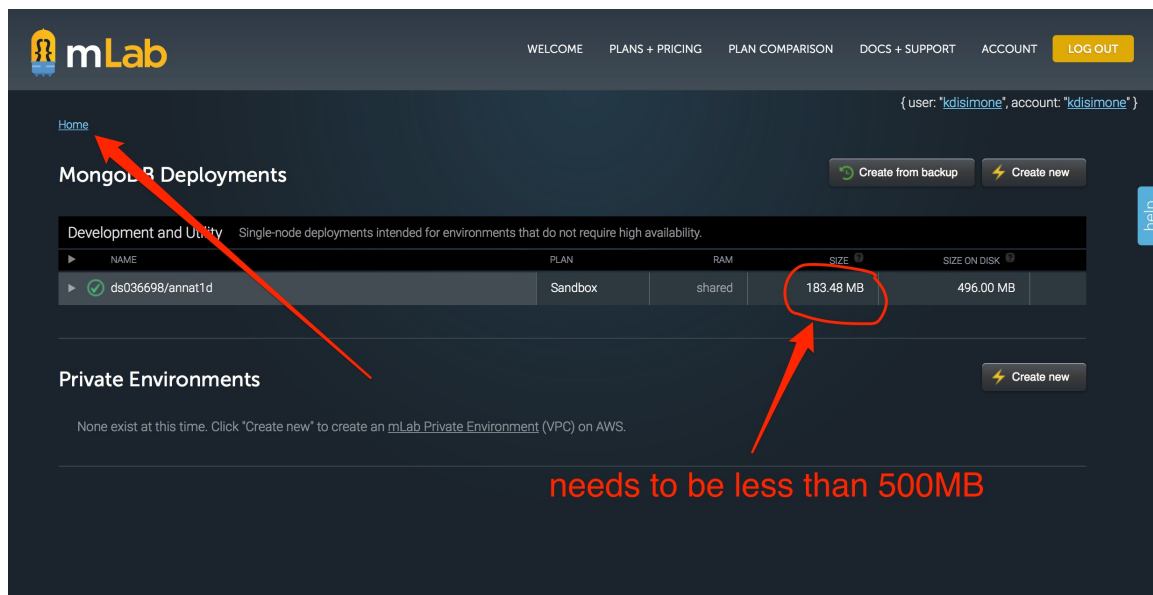 mLab
WELCOME PLANS + PRICING PLAN COMPARISON DOCS + SUPPORT ACCOUNT LOG OUT
{ user: "kdisimone", account: "kdisimone" }
Home
MongoDB Deployments
Create from backup Create new
help
Development and Utility Single-node deployments intended for environments that do not require high availability.
NAME PLAN RAM SIZE SIZE ON DISK
ds036698/annat1d Sandbox shared 183.48 MB 496.00 MB
Private Environments
Create new
None exist at this time. Click "Create new" to create an mLab Private Environment (VPC) on AWS.
needs to be less than 500MB